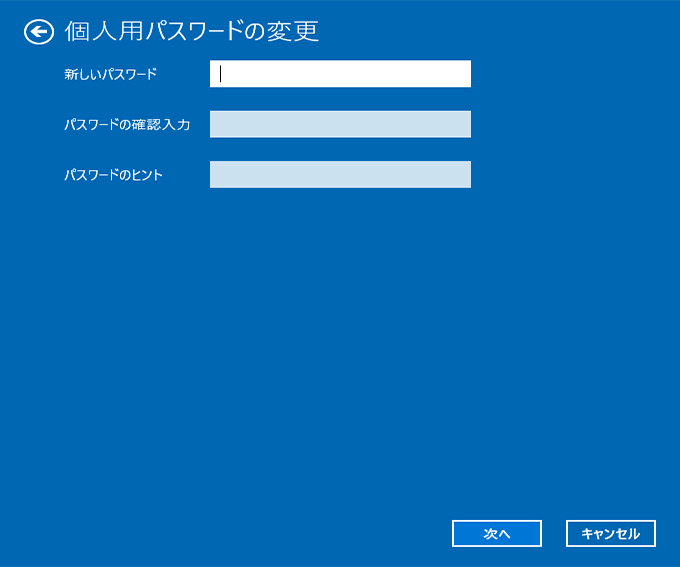 個人用パスワードの変更
新しいパスワード
パスワードの確認入力
パスワードのヒント
次へ
キャンセル